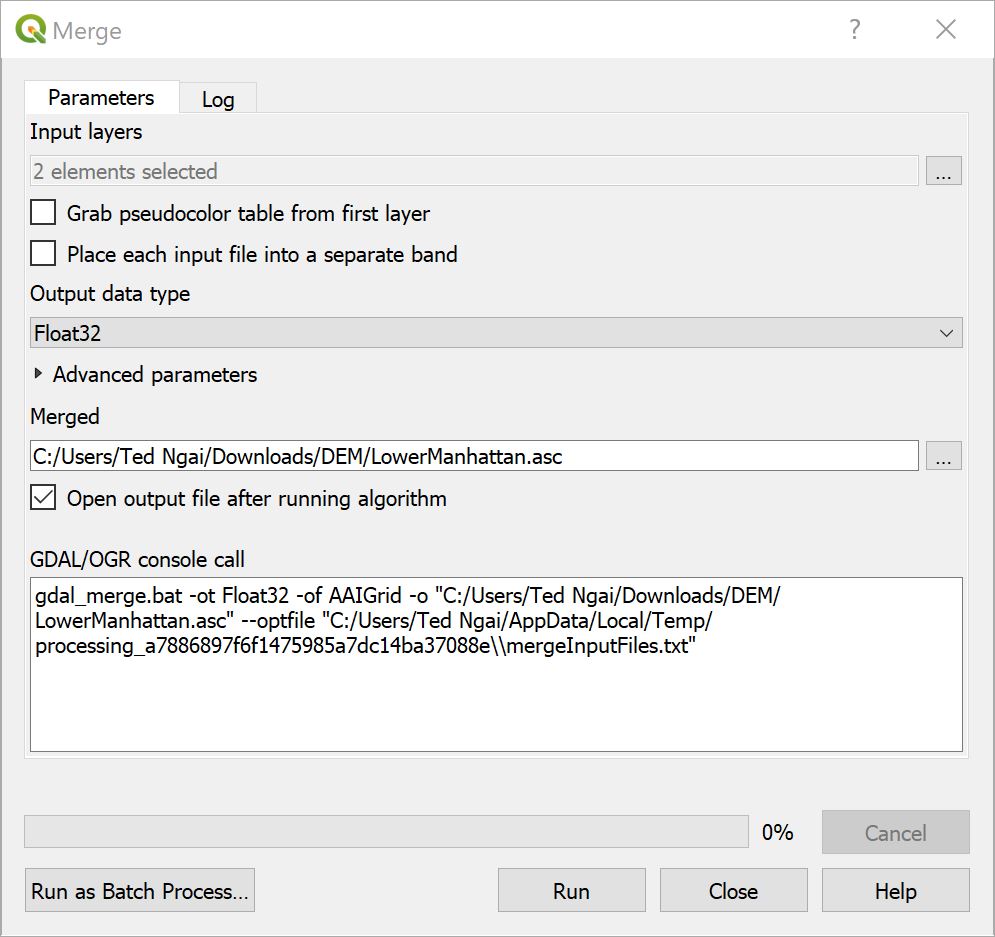 Merge
?
Parameters
Log
Input layers
2 elements selected
...
Grab pseudocolor table from first layer
Place each input file into a separate band
Output data type
Float32
Advanced parameters
Merged
C:/Users/Ted Ngai/Downloads/DEM/LowerManhattan.asc
...
Open output file after running algorithm
GDAL/OGR console call
gdal_merge.bat -ot Float32 -of AAIGrid -o "C:/Users/Ted Ngai/Downloads/DEM/
LowerManhattan.asc" --optfile "C:/Users/Ted Ngai/AppData/Local/Temp/
processing_a7886897f6f1475985a7dc14ba37088e\\mergeInputFiles.txt"
0%
Cancel
Run as Batch Process...
Run
Close
Help